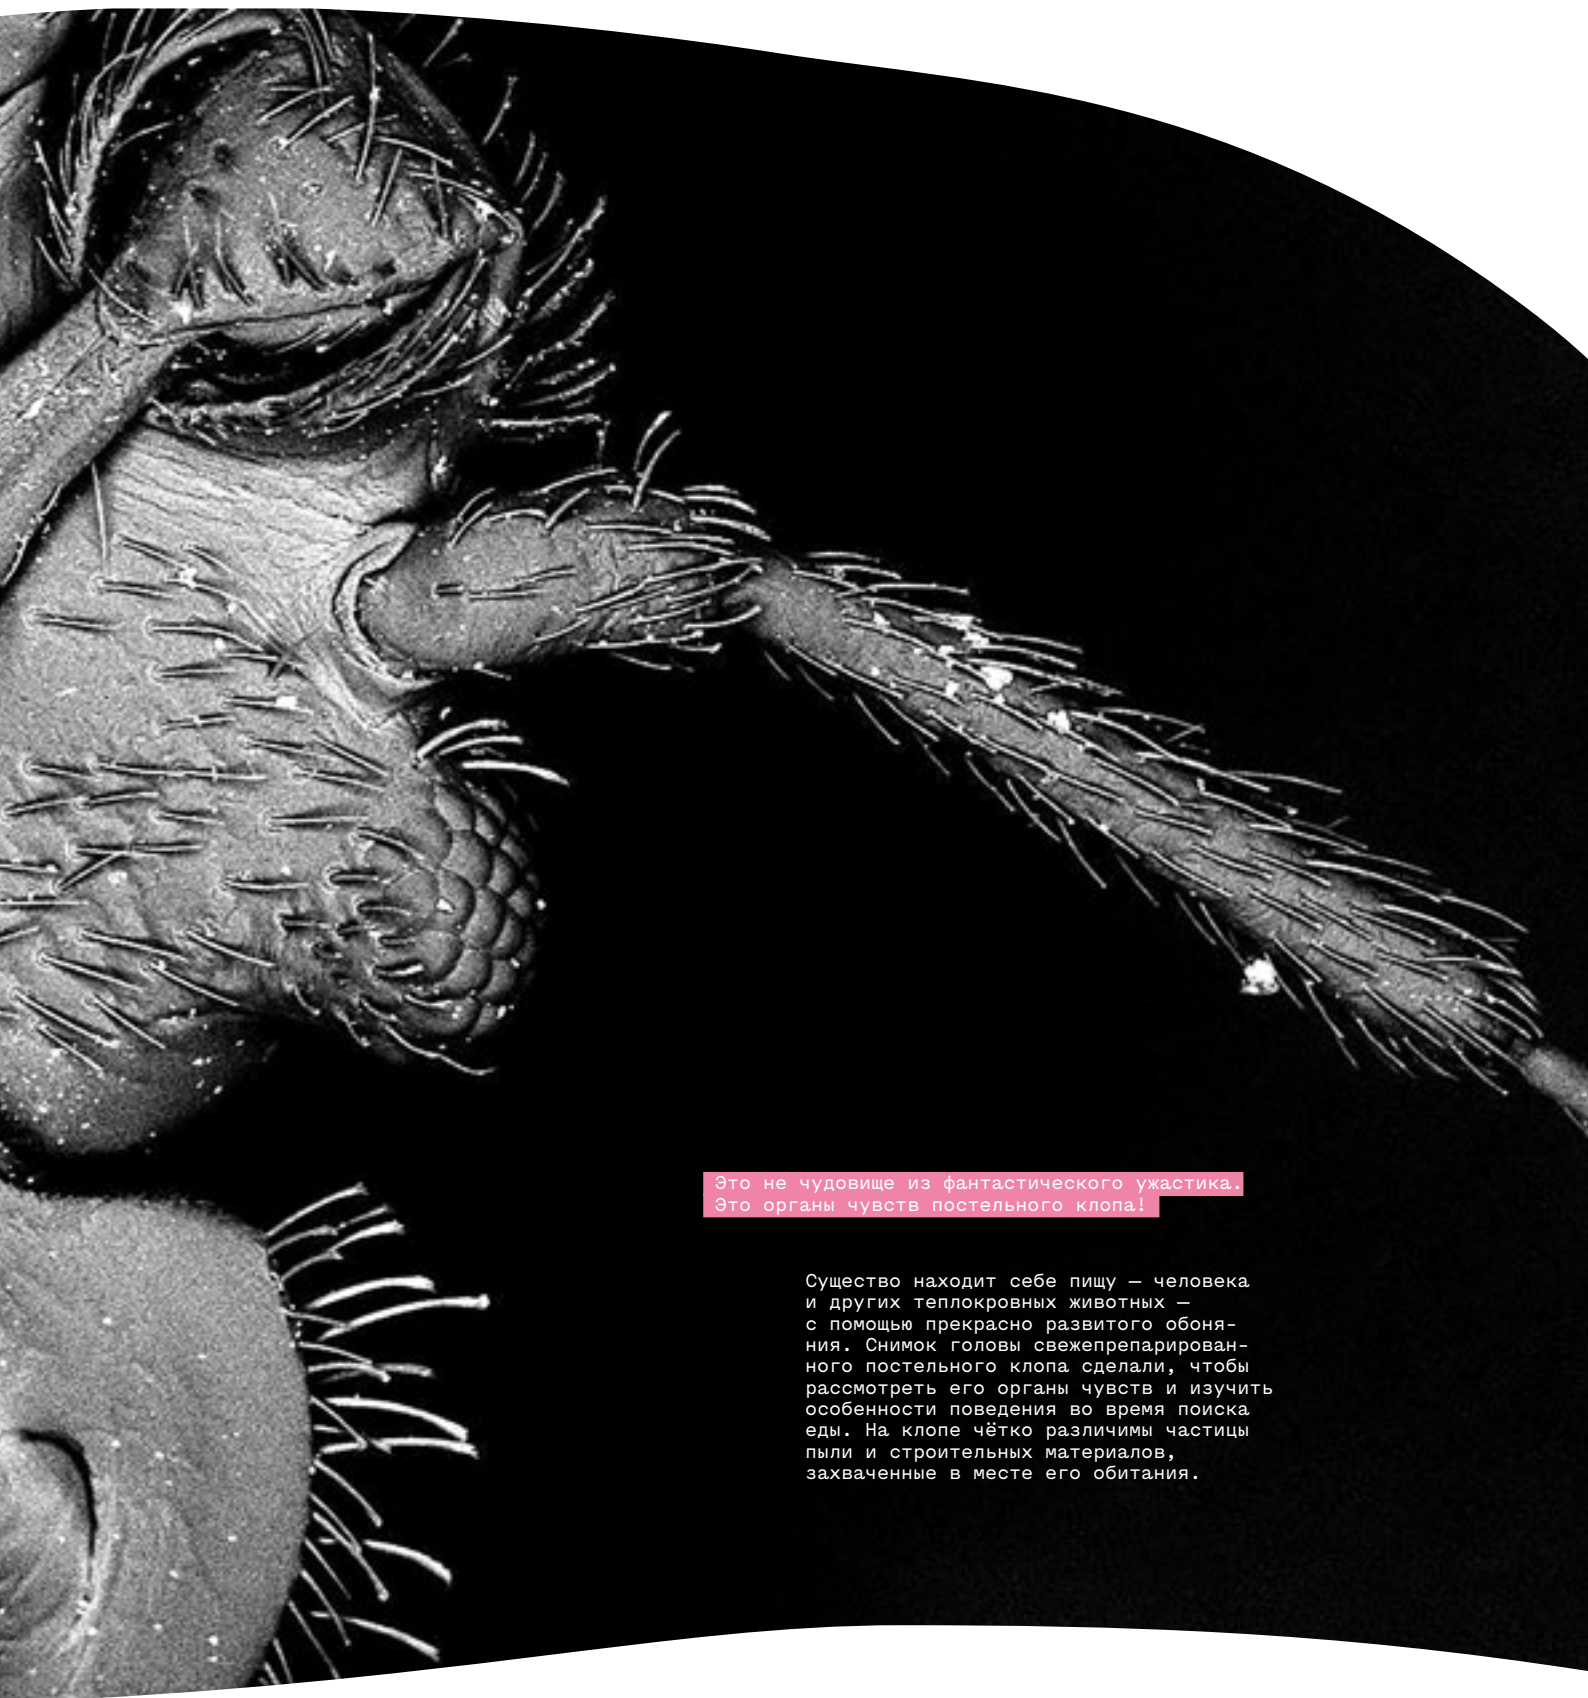 Это не чудовище из фантастического ужастика.
Это органы чувств постельного клопа!
Существо находит себе пищу — человека
и других теплокровных животных —
с помощью прекрасно развитого обоня-
ния. Снимок головы свежепрепарирован-
ного постельного клопа сделали, чтобы
рассмотреть его органы чувств и изучить
особенности поведения во время поиска
еды. На клопе чётко различимы частицы
пыли и строительных материалов,
захваченные в месте его обитания.